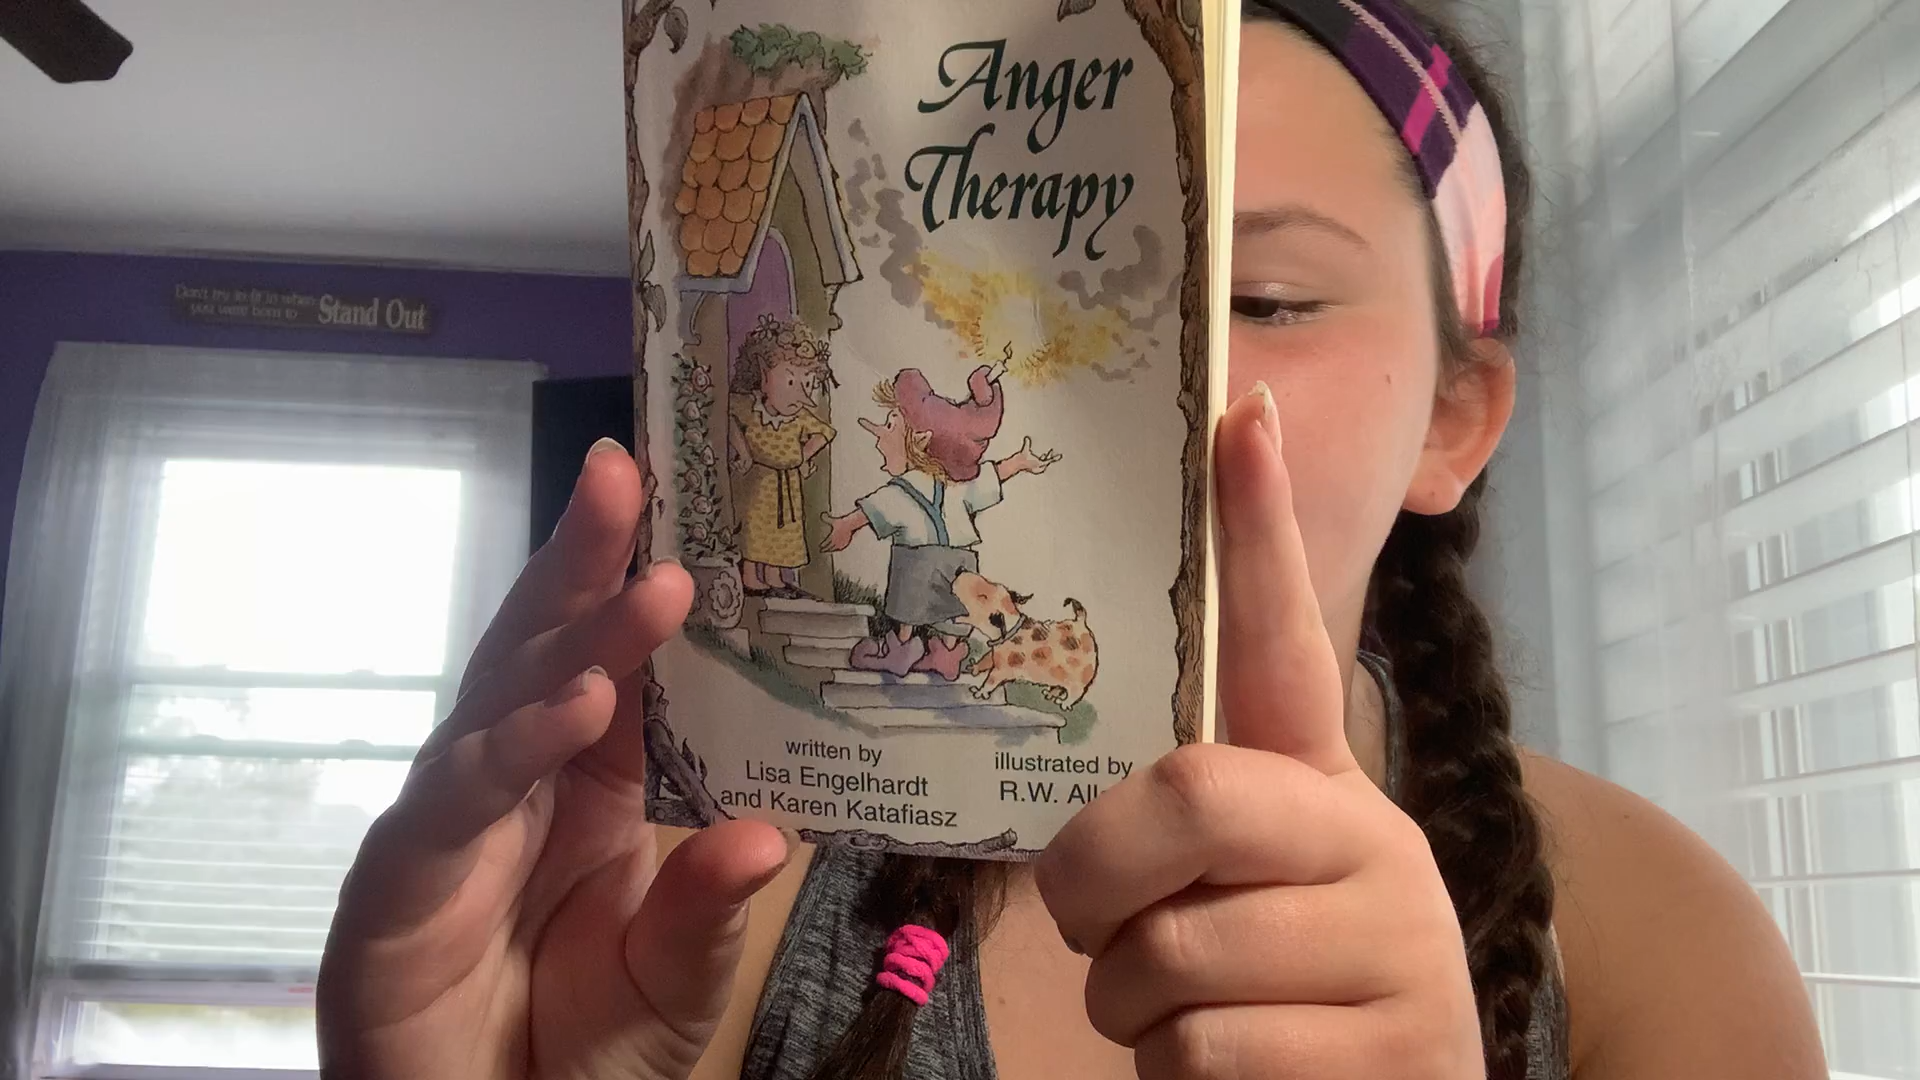 Don't try to fit in when
you were born to Stand Out
Anger
Therapy
written by
Lisa Engelhardt
and Karen Katafiasz
illustrated by
R.W.